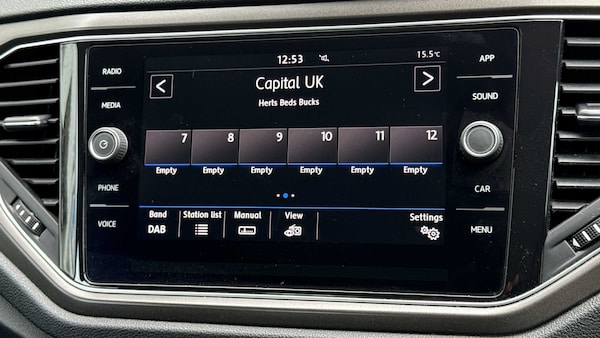 12:53
15.5°C
RADIO
MEDIA
PHONE
VOICE
APP
SOUND
CAR
MENU
< Capital UK >
Herts Beds Bucks
7 8 9 10 11 12
Empty Empty Empty Empty Empty Empty
Band Station list Manual View Settings
DAB